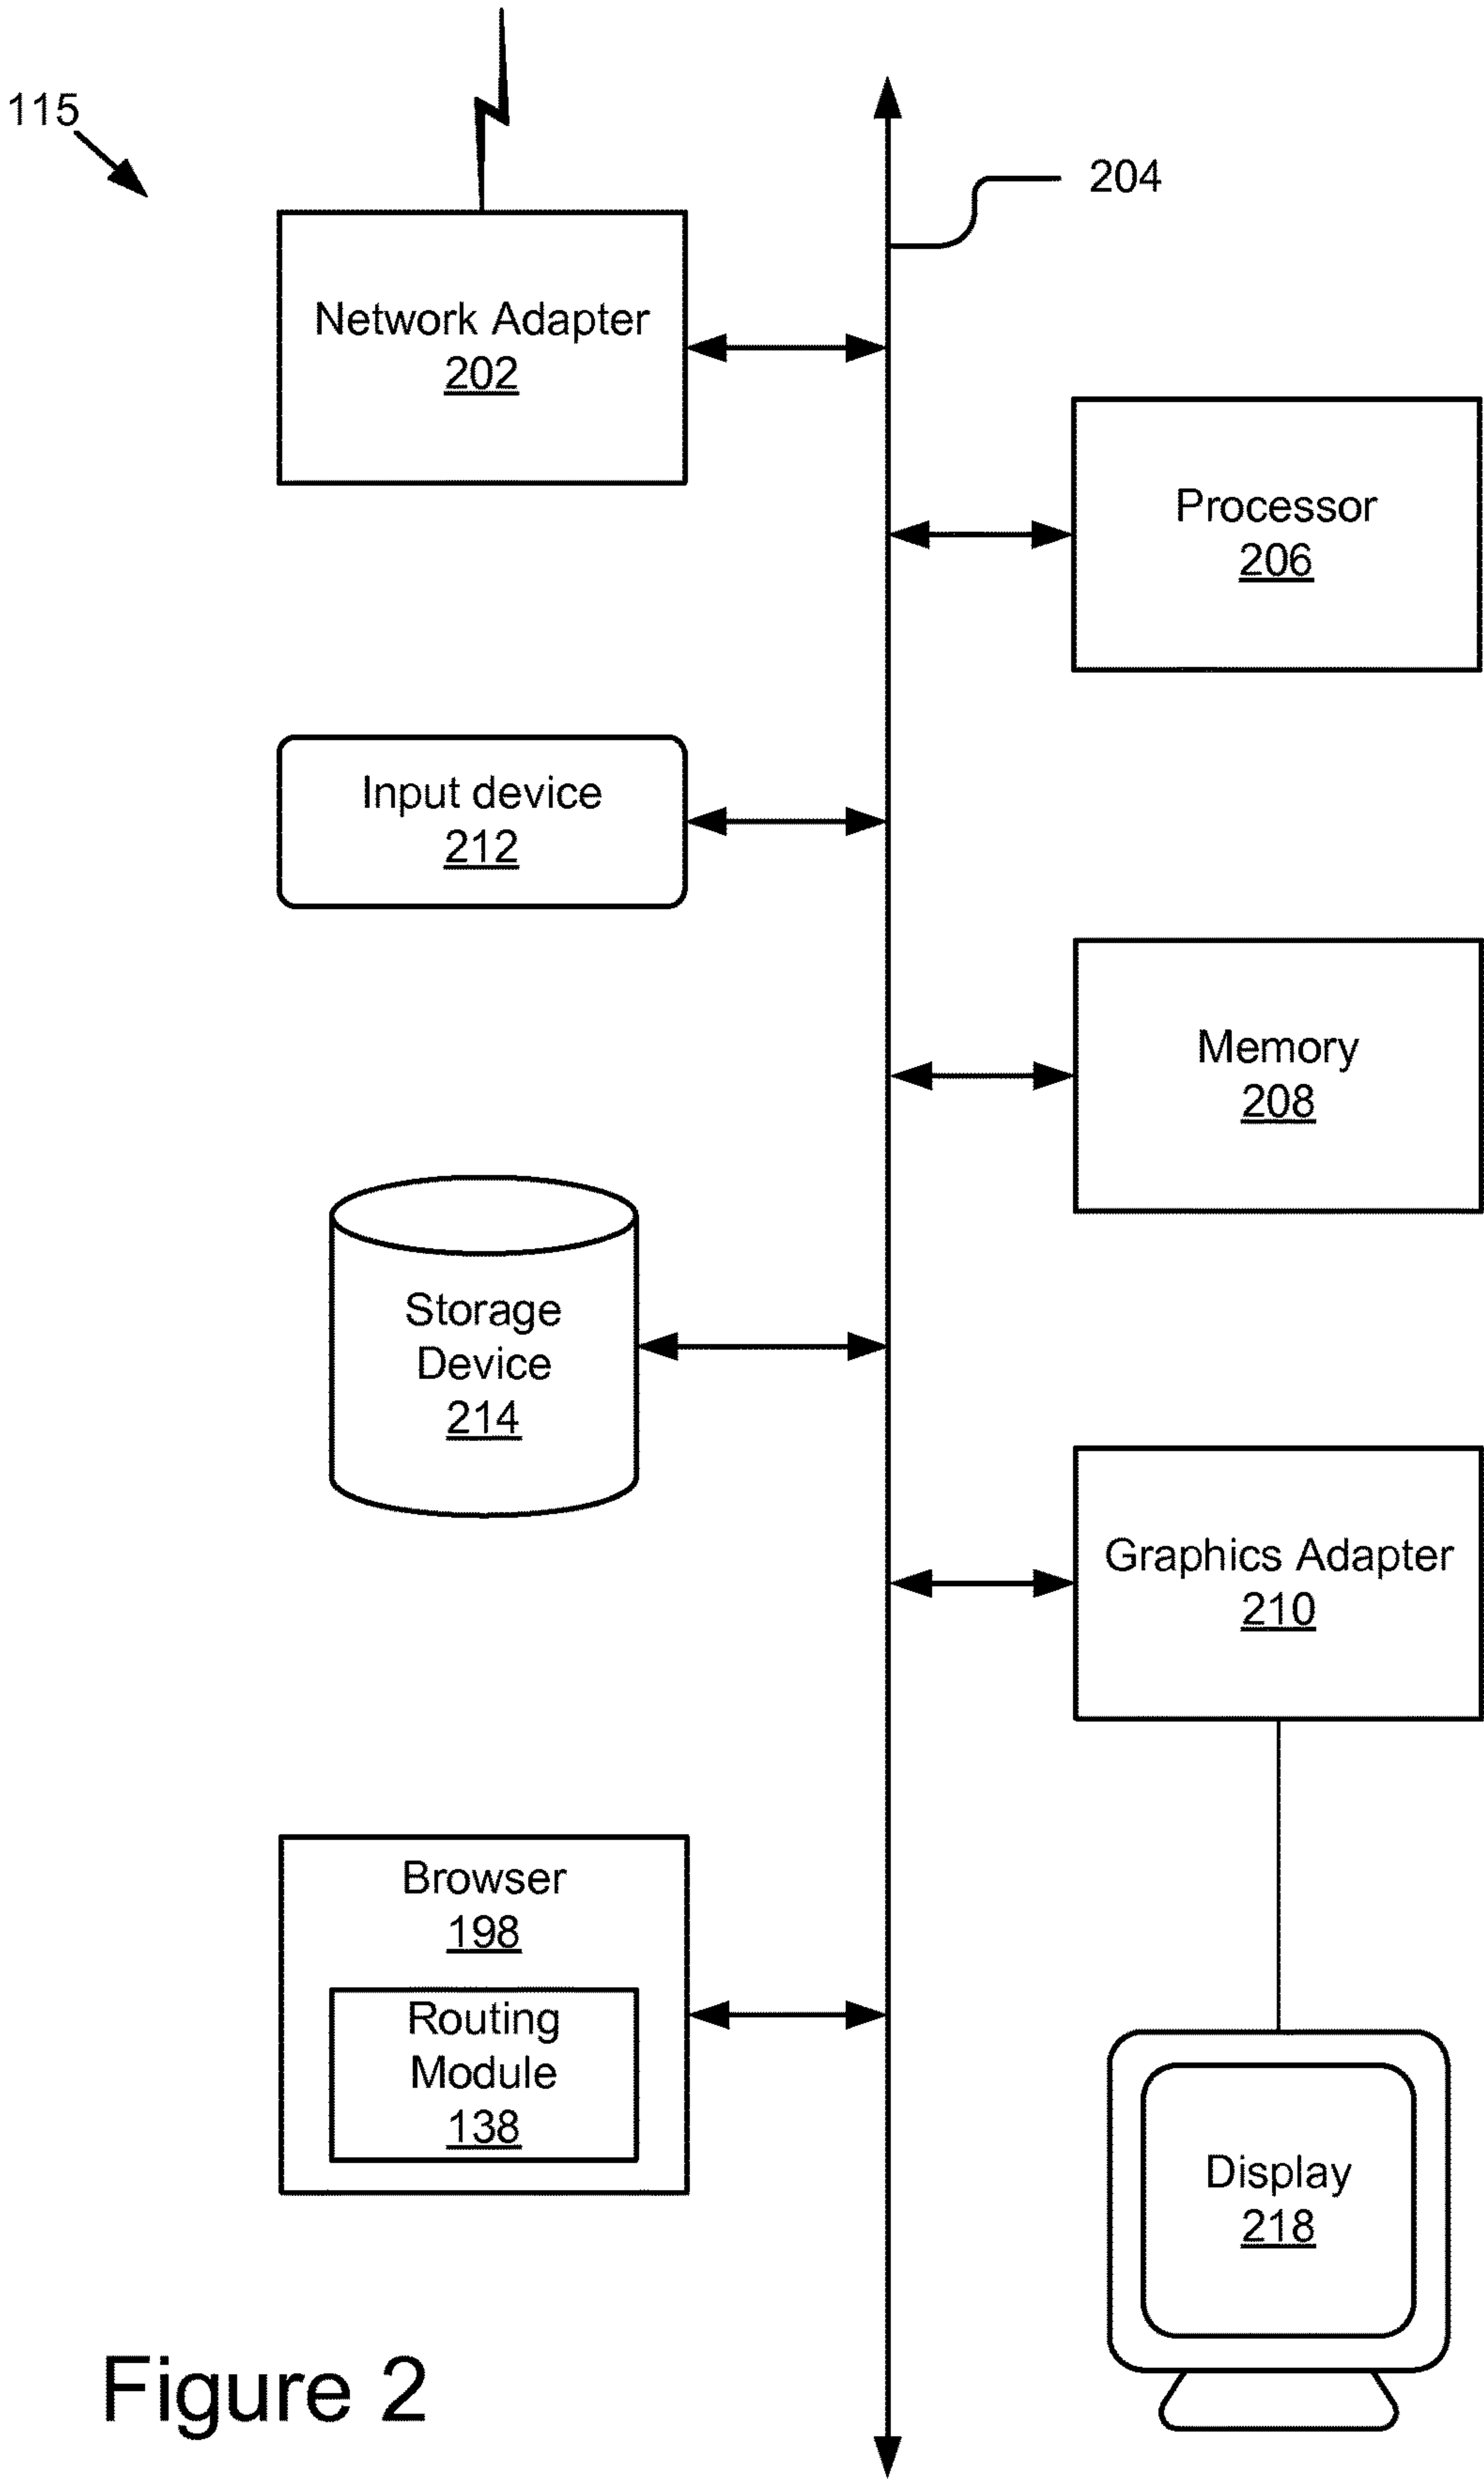 115
204
Network Adapter
202
Processor
206
Input device
212
Memory
208
Storage
Device
214
Graphics Adapter
210
Browser
198
Routing
Module
138
Display
218
Figure 2